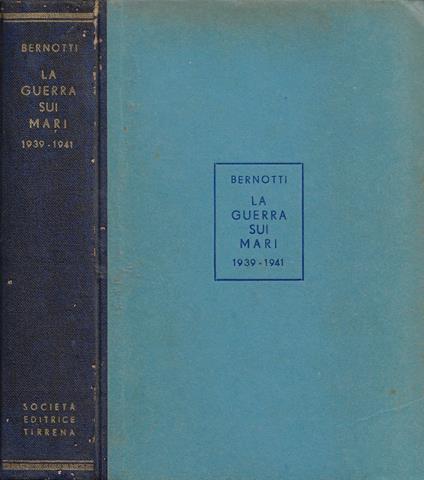 BERNOTTI
LA
GUERRA
SUI
MARI
1939-1941
SOCIETÀ
EDITRICE
TIRRENA
BERNOTTI
LA
GUERRA
SUI
MARI
1939-1941